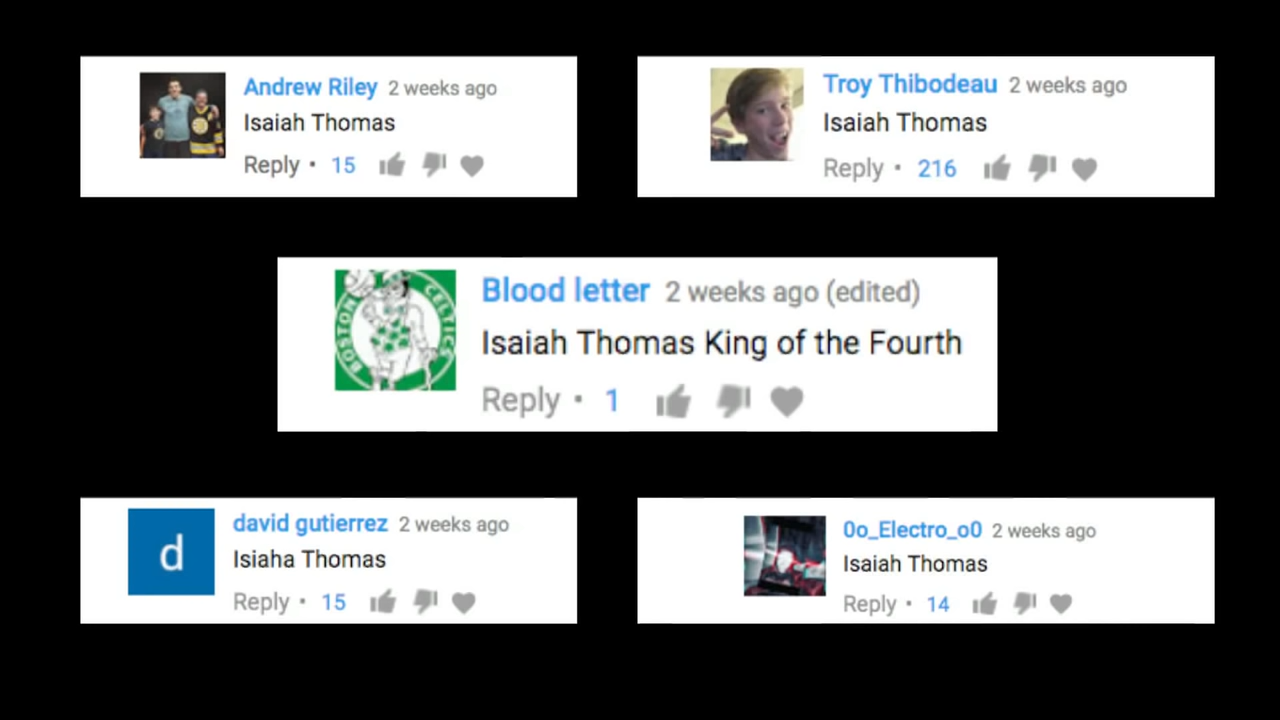 Andrew Riley 2 weeks ago
Isaiah Thomas
Reply • 15
Troy Thibodeau 2 weeks ago
Isaiah Thomas
Reply • 216
BOSTON CELTICS
Blood letter 2 weeks ago (edited)
Isaiah Thomas King of the Fourth
Reply • 1
d
david gutierrez 2 weeks ago
Isiaha Thomas
Reply • 15
0o_Electro_o0 2 weeks ago
Isaiah Thomas
Reply • 14